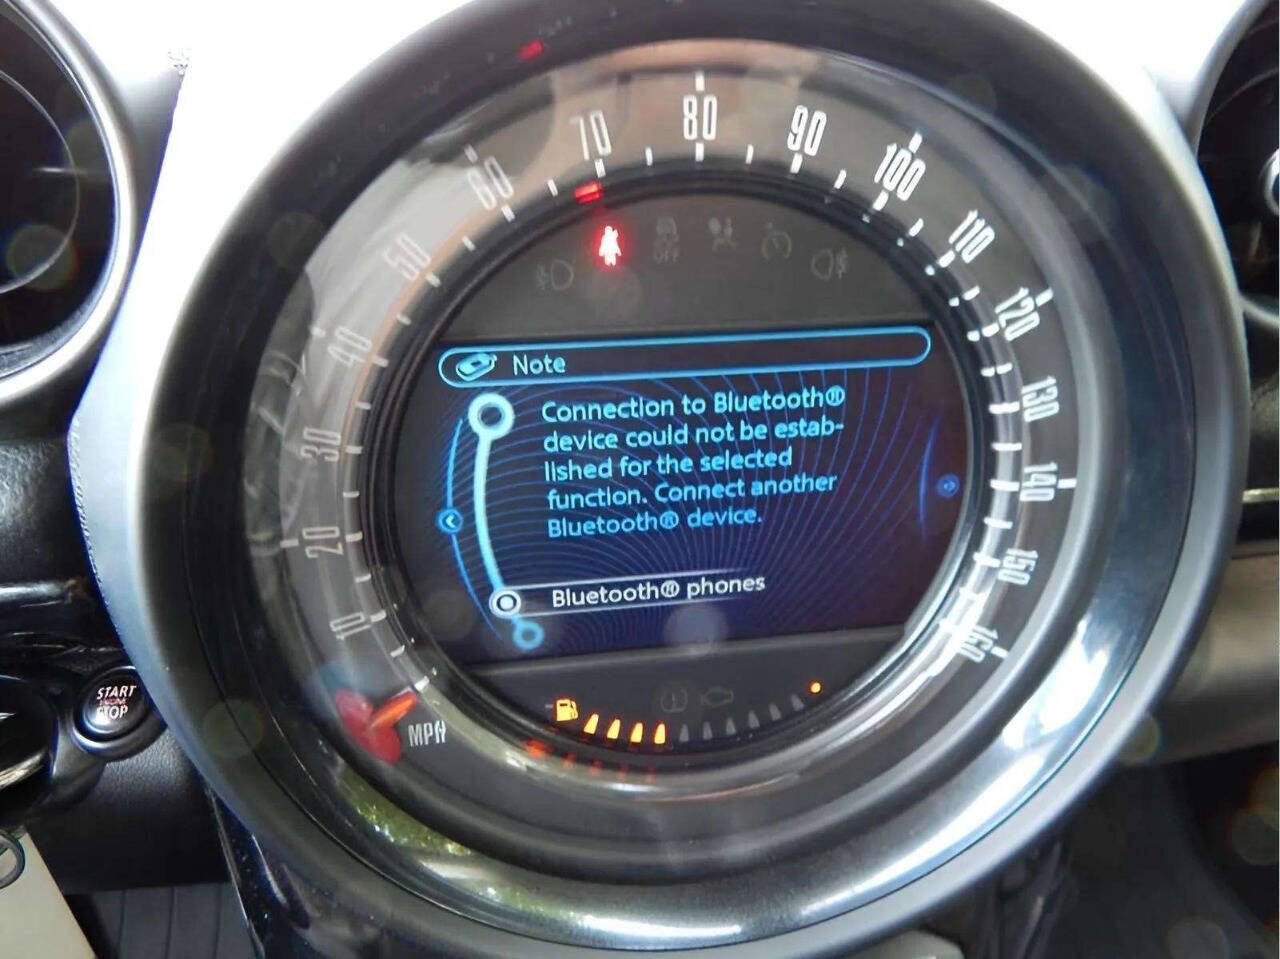 80
70
90
60
100
50
110
OFF
40
120
Note
Connection to Bluetooth®
device could not be estab-
lished for the selected
function. Connect another
Bluetooth® device.
30
130
20
140
150
Bluetooth® phones
10
160
START
ENGINE
STOP
MPH